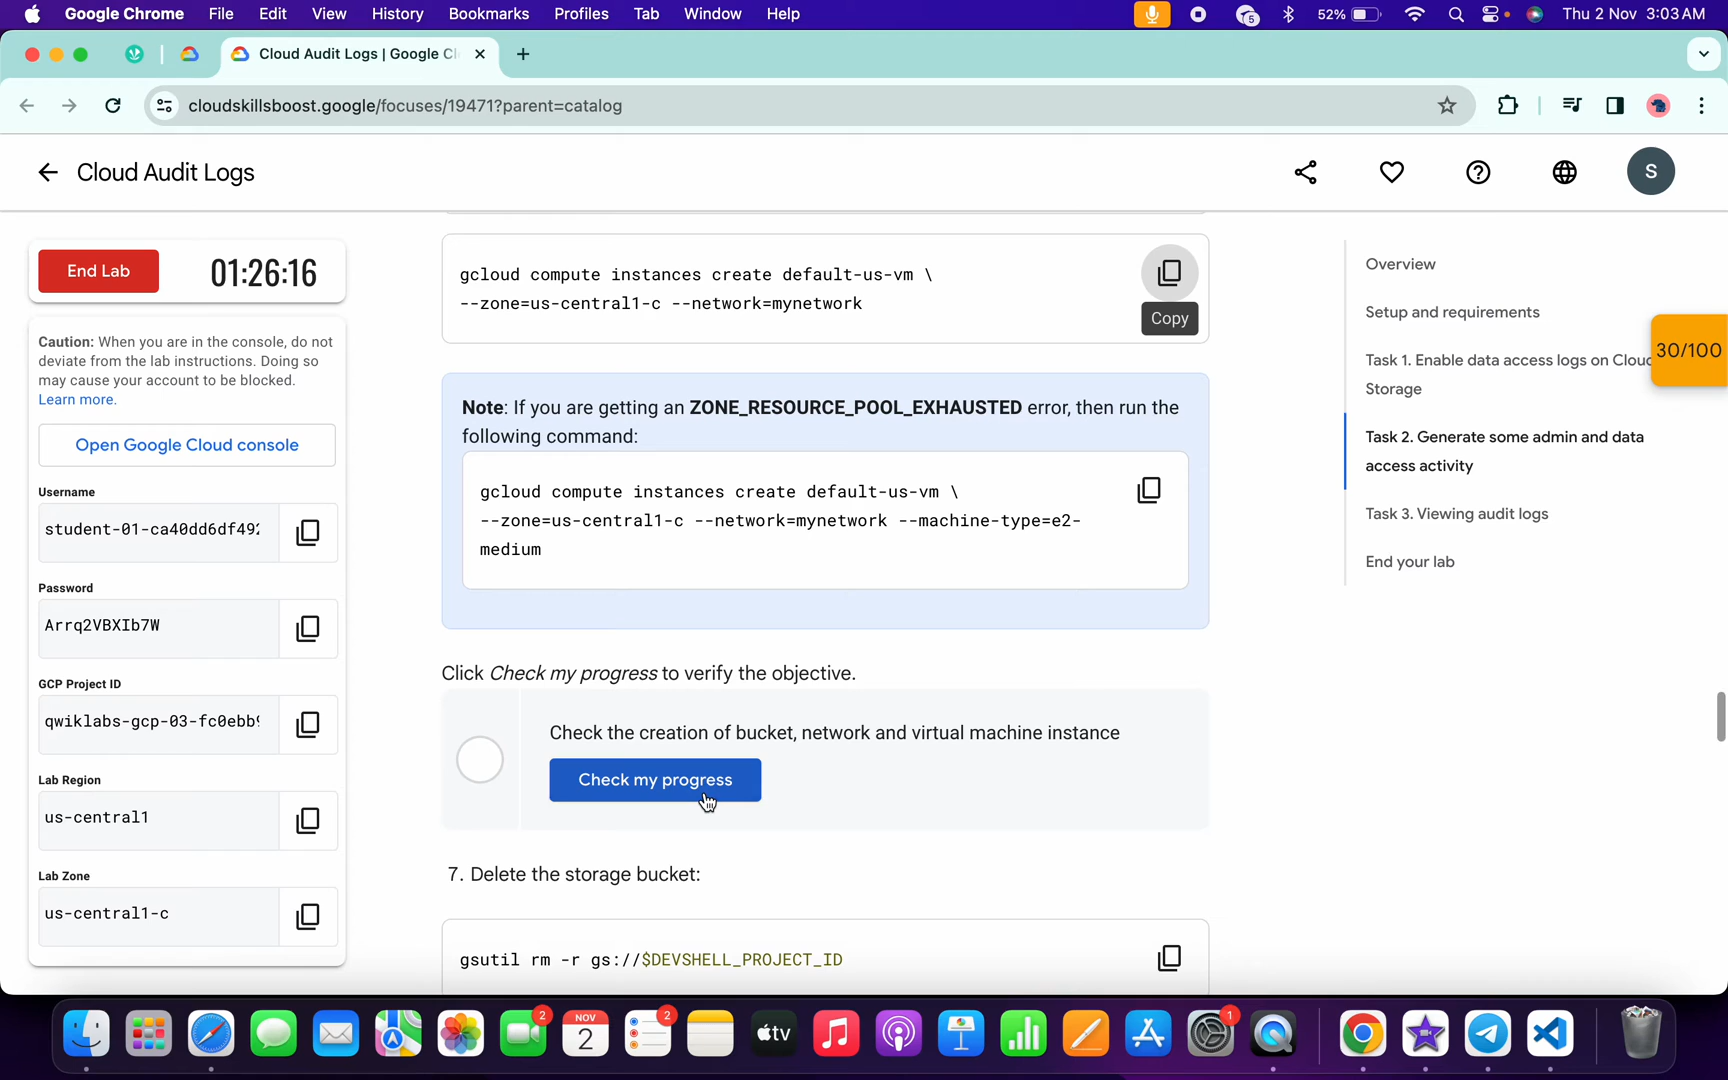 Google Chrome File Edit View History Bookmarks Profiles Tab Window Help 5 52% Thu 2 Nov 3:03 AM
Cloud Audit Logs | Google Cl
cloudskillsboost.google/focuses/19471?parent=catalog
Cloud Audit Logs
S
End Lab 01:26:16
Caution: When you are in the console, do not
deviate from the lab instructions. Doing so
may cause your account to be blocked.
Learn more.
Open Google Cloud console
Username
student-01-ca40dd6df492
Password
Arrq2VBXIb7W
GCP Project ID
qwiklabs-gcp-03-fc0ebb9
Lab Region
us-central1
Lab Zone
us-central1-c
gcloud compute instances create default-us-vm \
--zone=us-central1-c --network=mynetwork
Copy
Note: If you are getting an ZONE_RESOURCE_POOL_EXHAUSTED error, then run the
following command:
gcloud compute instances create default-us-vm \
--zone=us-central1-c --network=mynetwork --machine-type=e2-
medium
Click Check my progress to verify the objective.
Check the creation of bucket, network and virtual machine instance
Check my progress
7. Delete the storage bucket:
gsutil rm -r gs://$DEVSHELL_PROJECT_ID
Overview
Setup and requirements
Task 1. Enable data access logs on Cloud
Storage
Task 2. Generate some admin and data
access activity
Task 3. Viewing audit logs
End your lab
30/100
2 NOV 2 2 tv 1